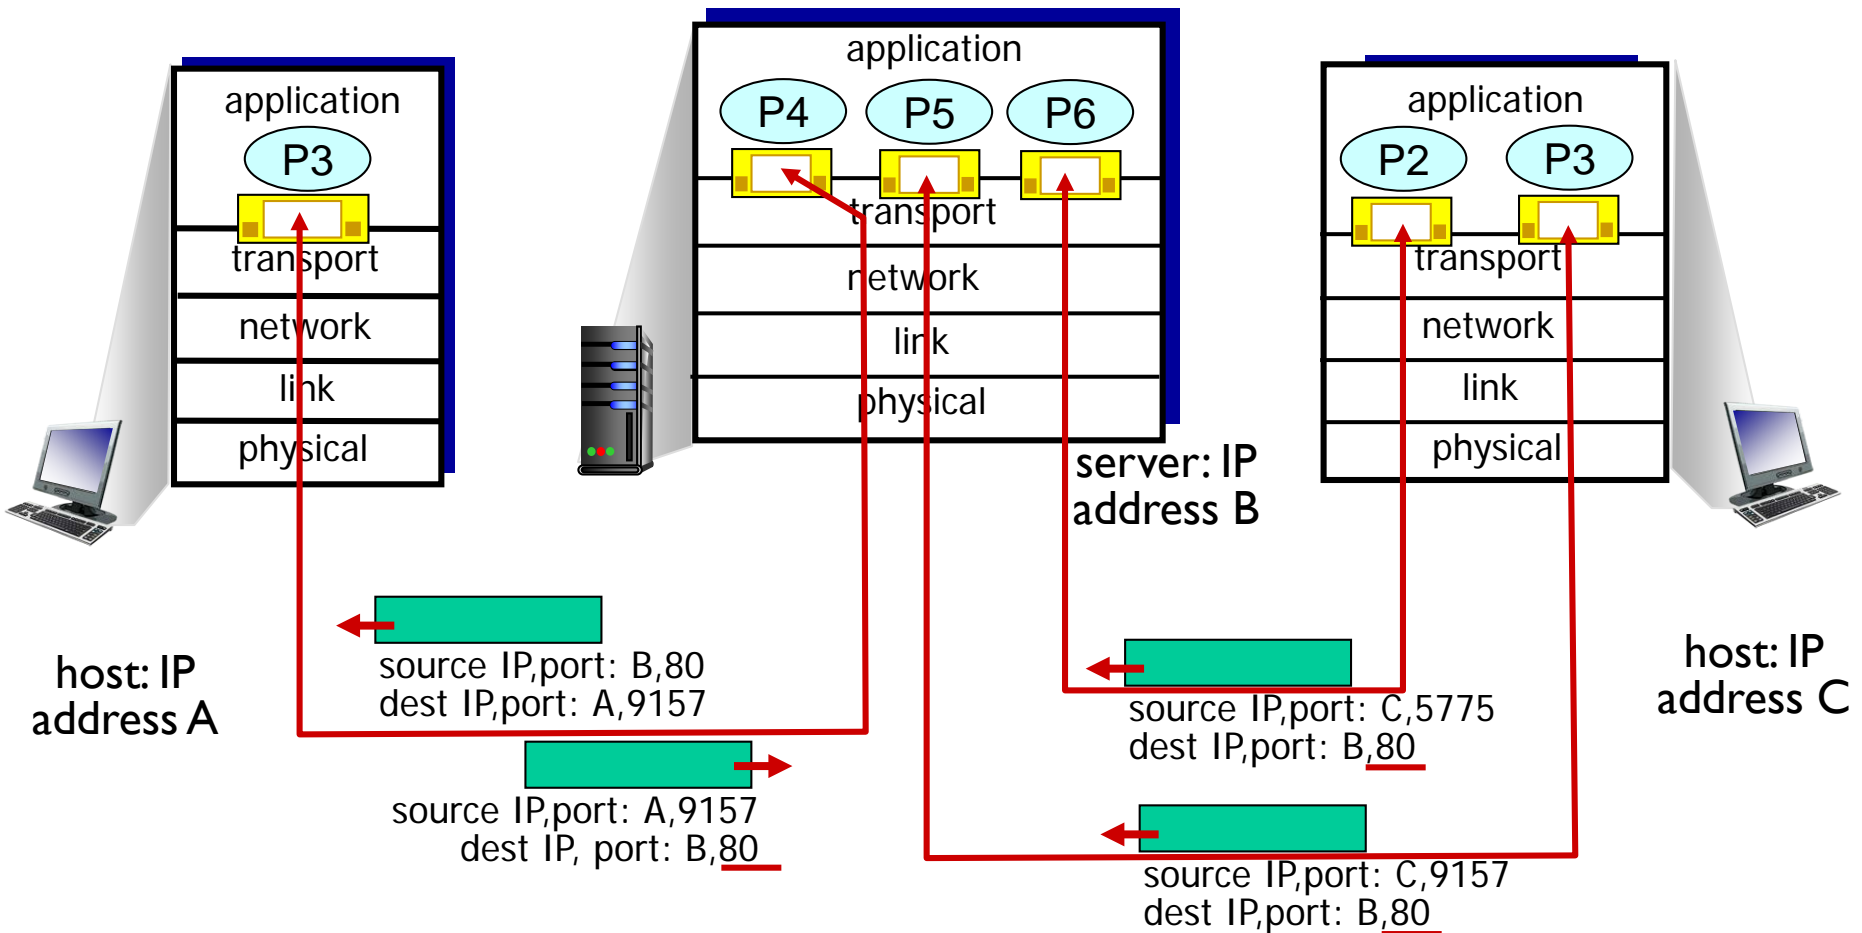 application
P3
transport
network
link
physical
host: IP
address A
application
P4
P5
P6
transport
network
link
physical
server: IP
address B
application
P2
P3
transport
network
link
physical
host: IP
address C
source IP,port: B,80
dest IP,port: A,9157
source IP,port: A,9157
dest IP, port: B,80
source IP,port: C,5775
dest IP,port: B,80
source IP,port: C,9157
dest IP,port: B,80